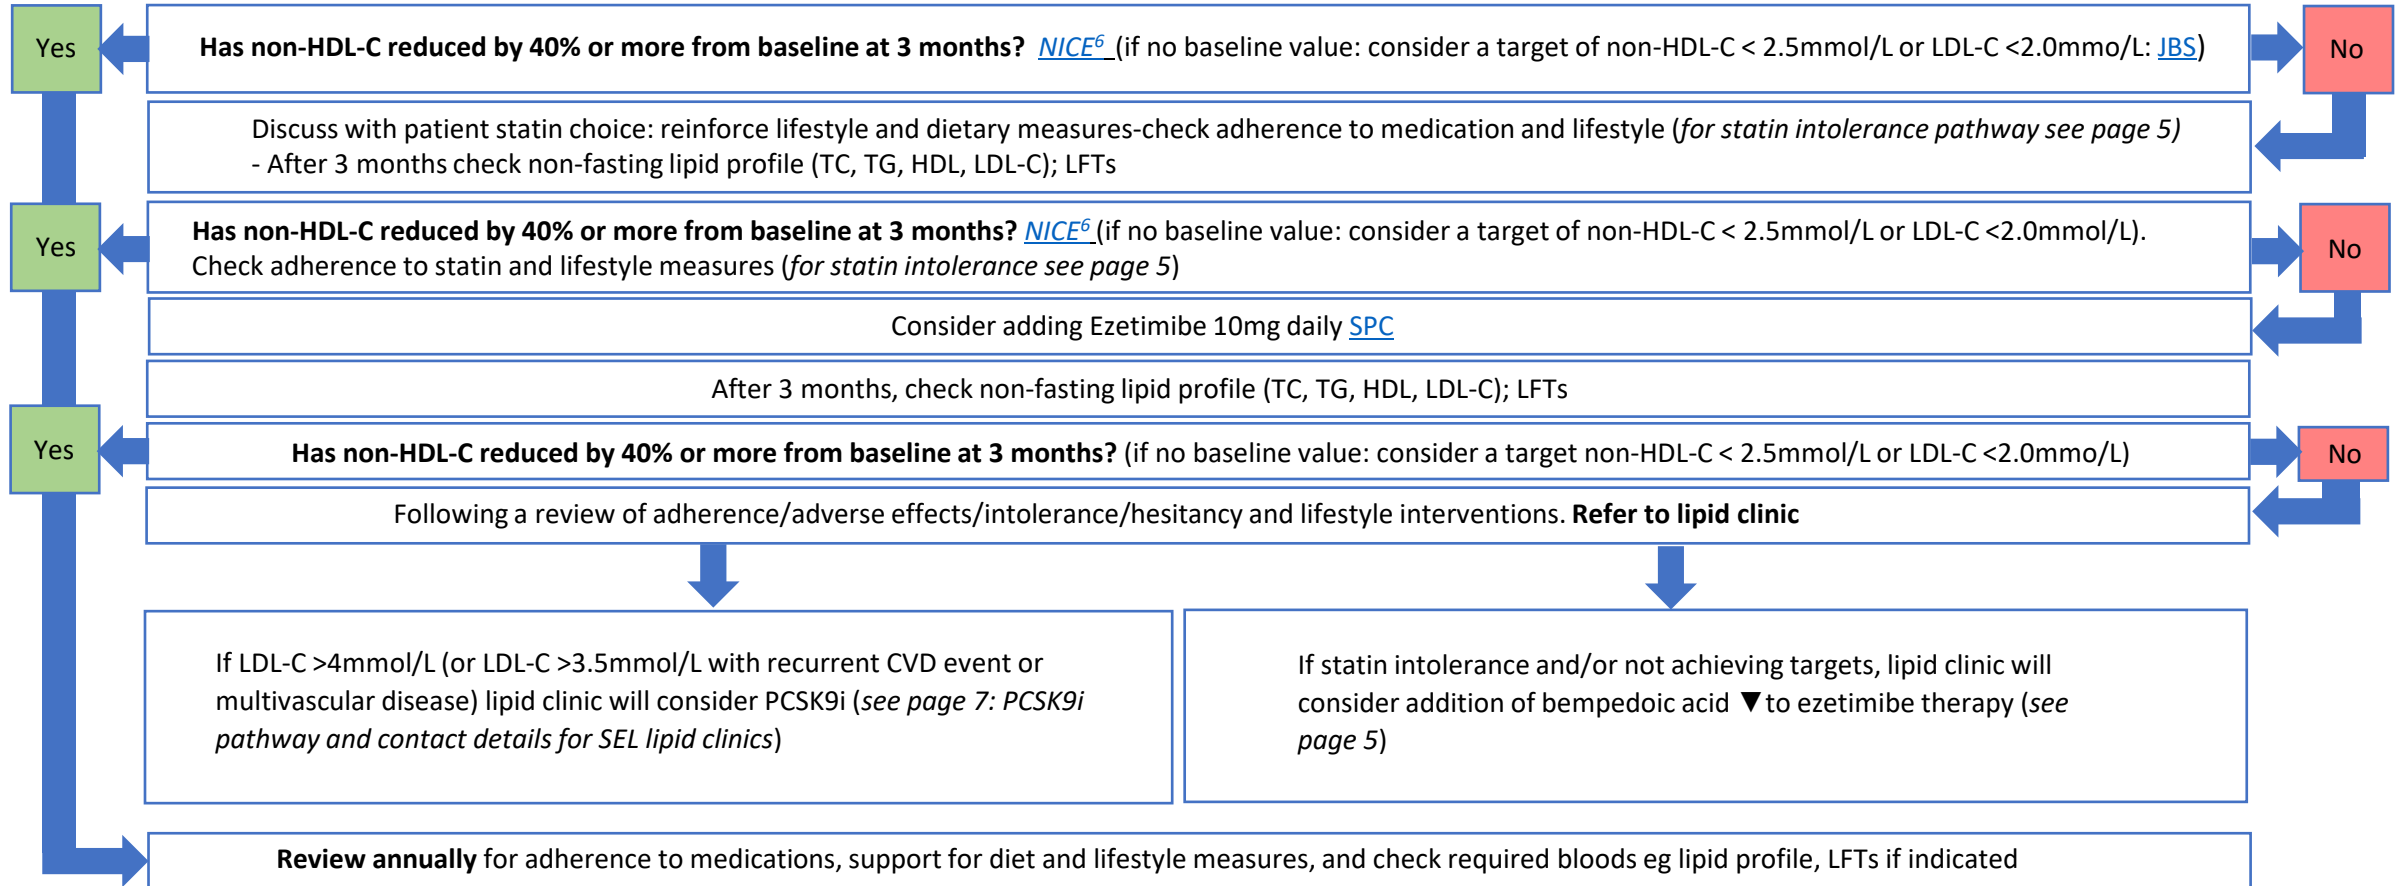 Yes
Has non-HDL-C reduced by 40% or more from baseline at 3 months? NICE6 (if no baseline value: consider a target of non-HDL-C < 2.5mmol/L or LDL-C <2.0mmo/L: JBS)
No
Discuss with patient statin choice: reinforce lifestyle and dietary measures-check adherence to medication and lifestyle (for statin intolerance pathway see page 5)
- After 3 months check non-fasting lipid profile (TC, TG, HDL, LDL-C); LFTs
Yes
Has non-HDL-C reduced by 40% or more from baseline at 3 months? NICE6 (if no baseline value: consider a target of non-HDL-C < 2.5mmol/L or LDL-C <2.0mmol/L).
Check adherence to statin and lifestyle measures (for statin intolerance see page 5)
No
Consider adding Ezetimibe 10mg daily SPC
After 3 months, check non-fasting lipid profile (TC, TG, HDL, LDL-C); LFTs
Yes
Has non-HDL-C reduced by 40% or more from baseline at 3 months? (if no baseline value: consider a target non-HDL-C < 2.5mmol/L or LDL-C <2.0mmo/L)
No
Following a review of adherence/adverse effects/intolerance/hesitancy and lifestyle interventions. Refer to lipid clinic
If LDL-C >4mmol/L (or LDL-C >3.5mmol/L with recurrent CVD event or
multivascular disease) lipid clinic will consider PCSK9i (see page 7: PCSK9i
pathway and contact details for SEL lipid clinics)
If statin intolerance and/or not achieving targets, lipid clinic will
consider addition of bempedoic acid ▼ to ezetimibe therapy (see
page 5)
Review annually for adherence to medications, support for diet and lifestyle measures, and check required bloods eg lipid profile, LFTs if indicated